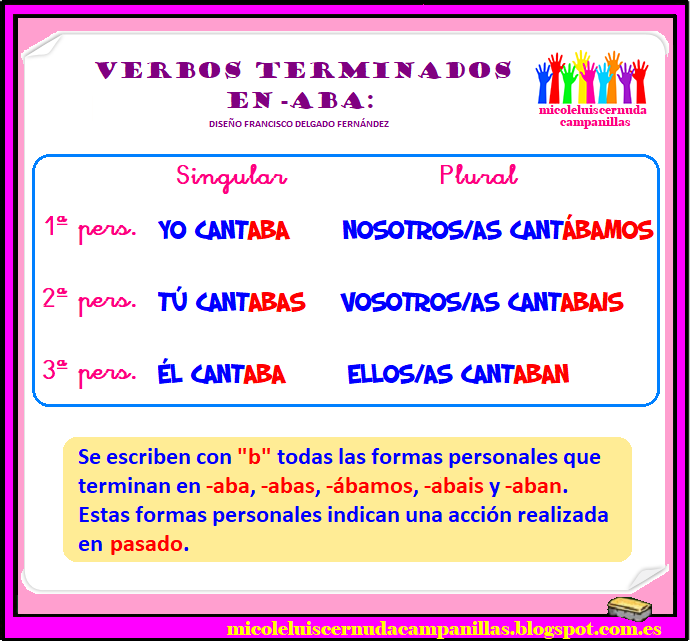 VERBOS TERMINADOS
EN -ABA:
DISEÑO FRANCISCO DELGADO FERNÁNDEZ
micoleluiscernuda
campanillas
Singular Plural
1ª pers. YO CANTABA NOSOTROS/AS CANTÁBAMOS
2ª pers. TÚ CANTABAS VOSOTROS/AS CANTABAIS
3ª pers. ÉL CANTABA ELLOS/AS CANTABAN
Se escriben con "b" todas las formas personales que
terminan en -aba, -abas, -ábamos, -abais y -aban.
Estas formas personales indican una acción realizada
en pasado.
micoleluiscernudacampanillas.blogspot.com.es